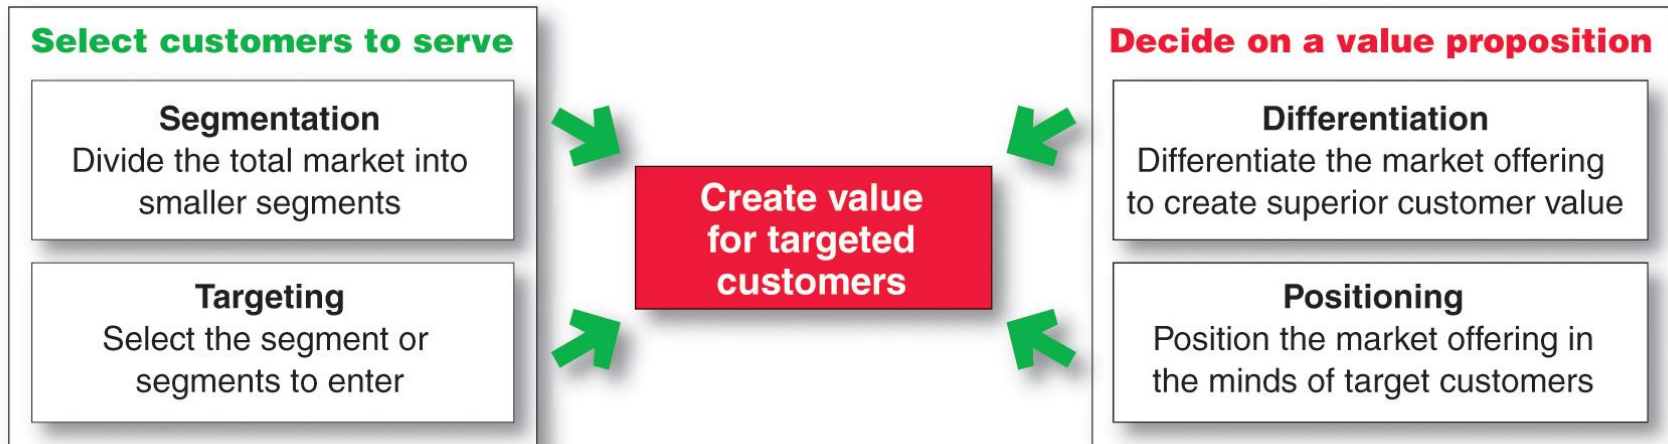 Select customers to serve
Segmentation
Divide the total market into
smaller segments
Targeting
Select the segment or
segments to enter
Create value
for targeted
customers
Decide on a value proposition
Differentiation
Differentiate the market offering
to create superior customer value
Positioning
Position the market offering in
the minds of target customers